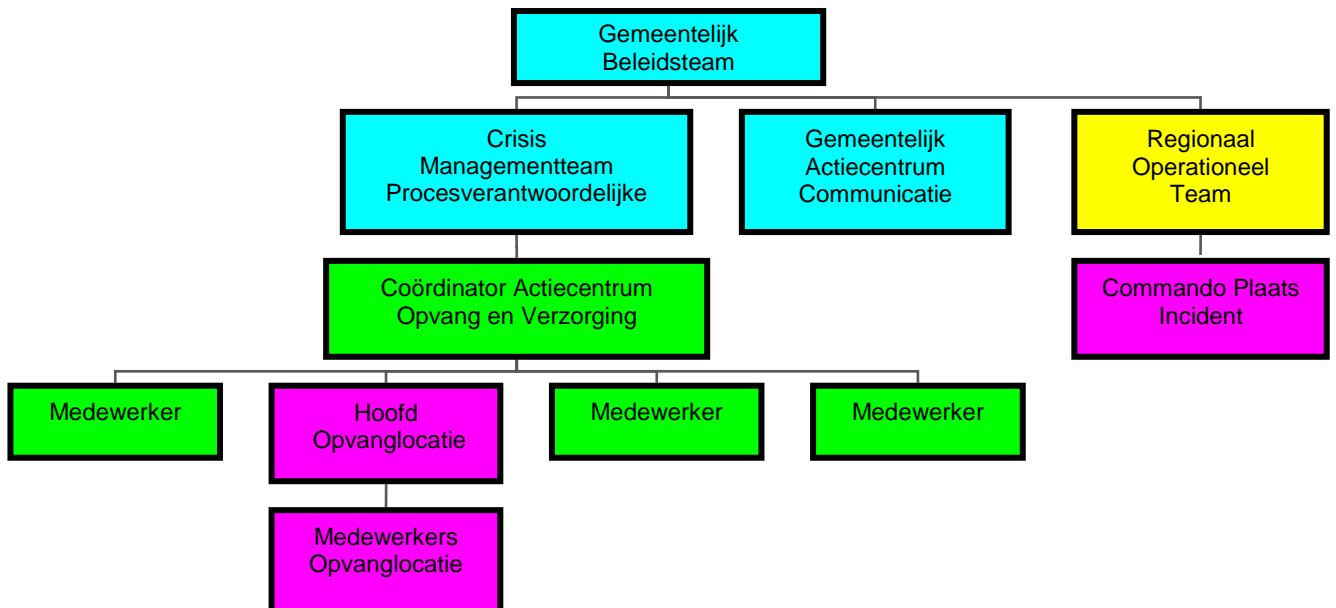 Gemeentelijk
Beleidsteam
Crisis
Managementteam
Procesverantwoordelijke
Gemeentelijk
Actiecentrum
Communicatie
Regionaal
Operationeel
Team
Coördinator Actiecentrum
Opvang en Verzorging
Commando Plaats
Incident
Medewerker
Hoofd
Opvanglocatie
Medewerker
Medewerker
Medewerkers
Opvanglocatie